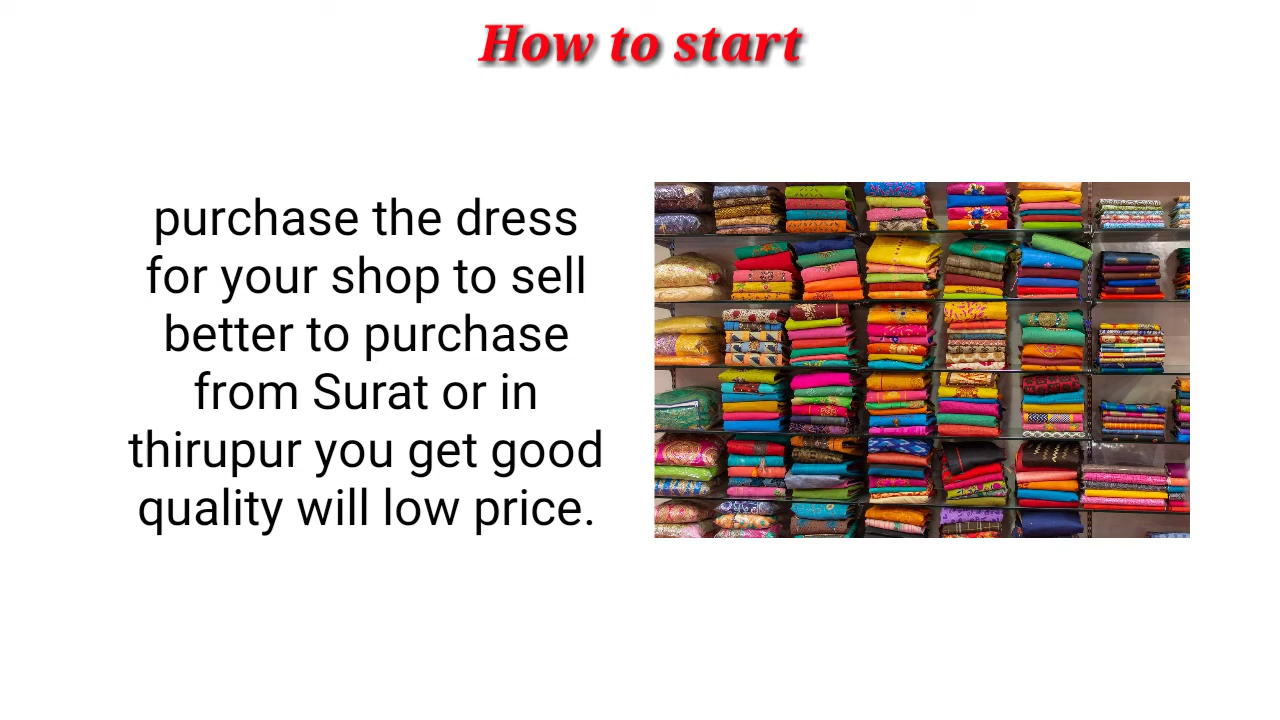 How to start
purchase the dress
for your shop to sell
better to purchase
from Surat or in
thirupur you get good
quality will low price.